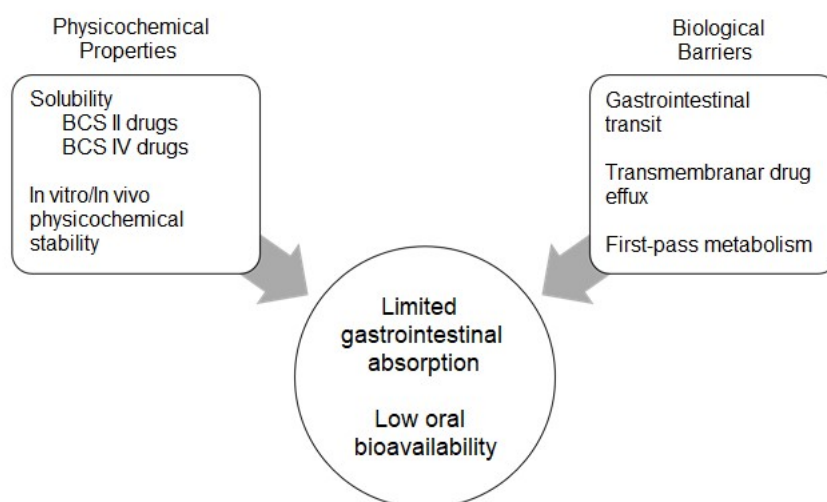 Physicochemical
Properties
Solubility
BCS II drugs
BCS IV drugs
In vitro/In vivo
physicochemical
stability
Biological
Barriers
Gastrointestinal
transit
Transmembranar drug
effux
First-pass metabolism
Limited
gastrointestinal
absorption
Low oral
bioavailability